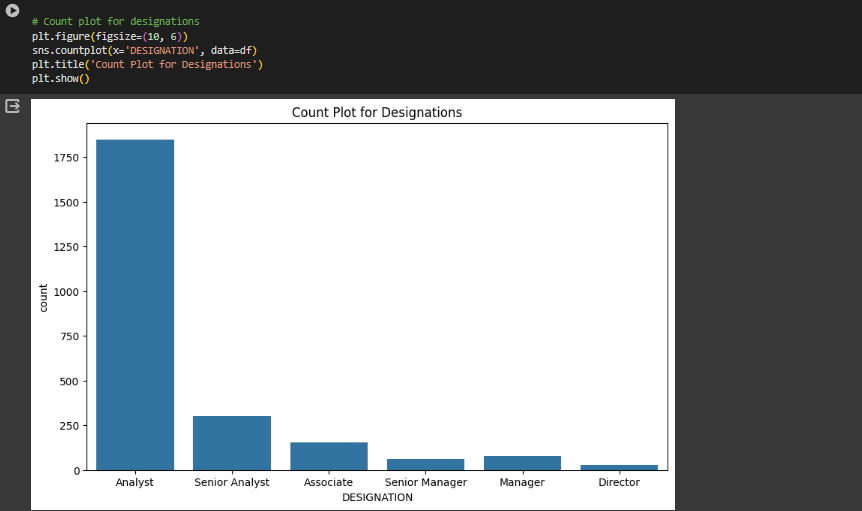 # Count plot for designations
plt.figure(figsize=(10, 6))
sns.countplot(x='DESIGNATION', data=df)
plt.title('Count Plot for Designations')
plt.show()
Count Plot for Designations
1750
1500
1250
1000
750
500
250
0
count
Analyst Senior Analyst Associate Senior Manager Manager Director
DESIGNATION